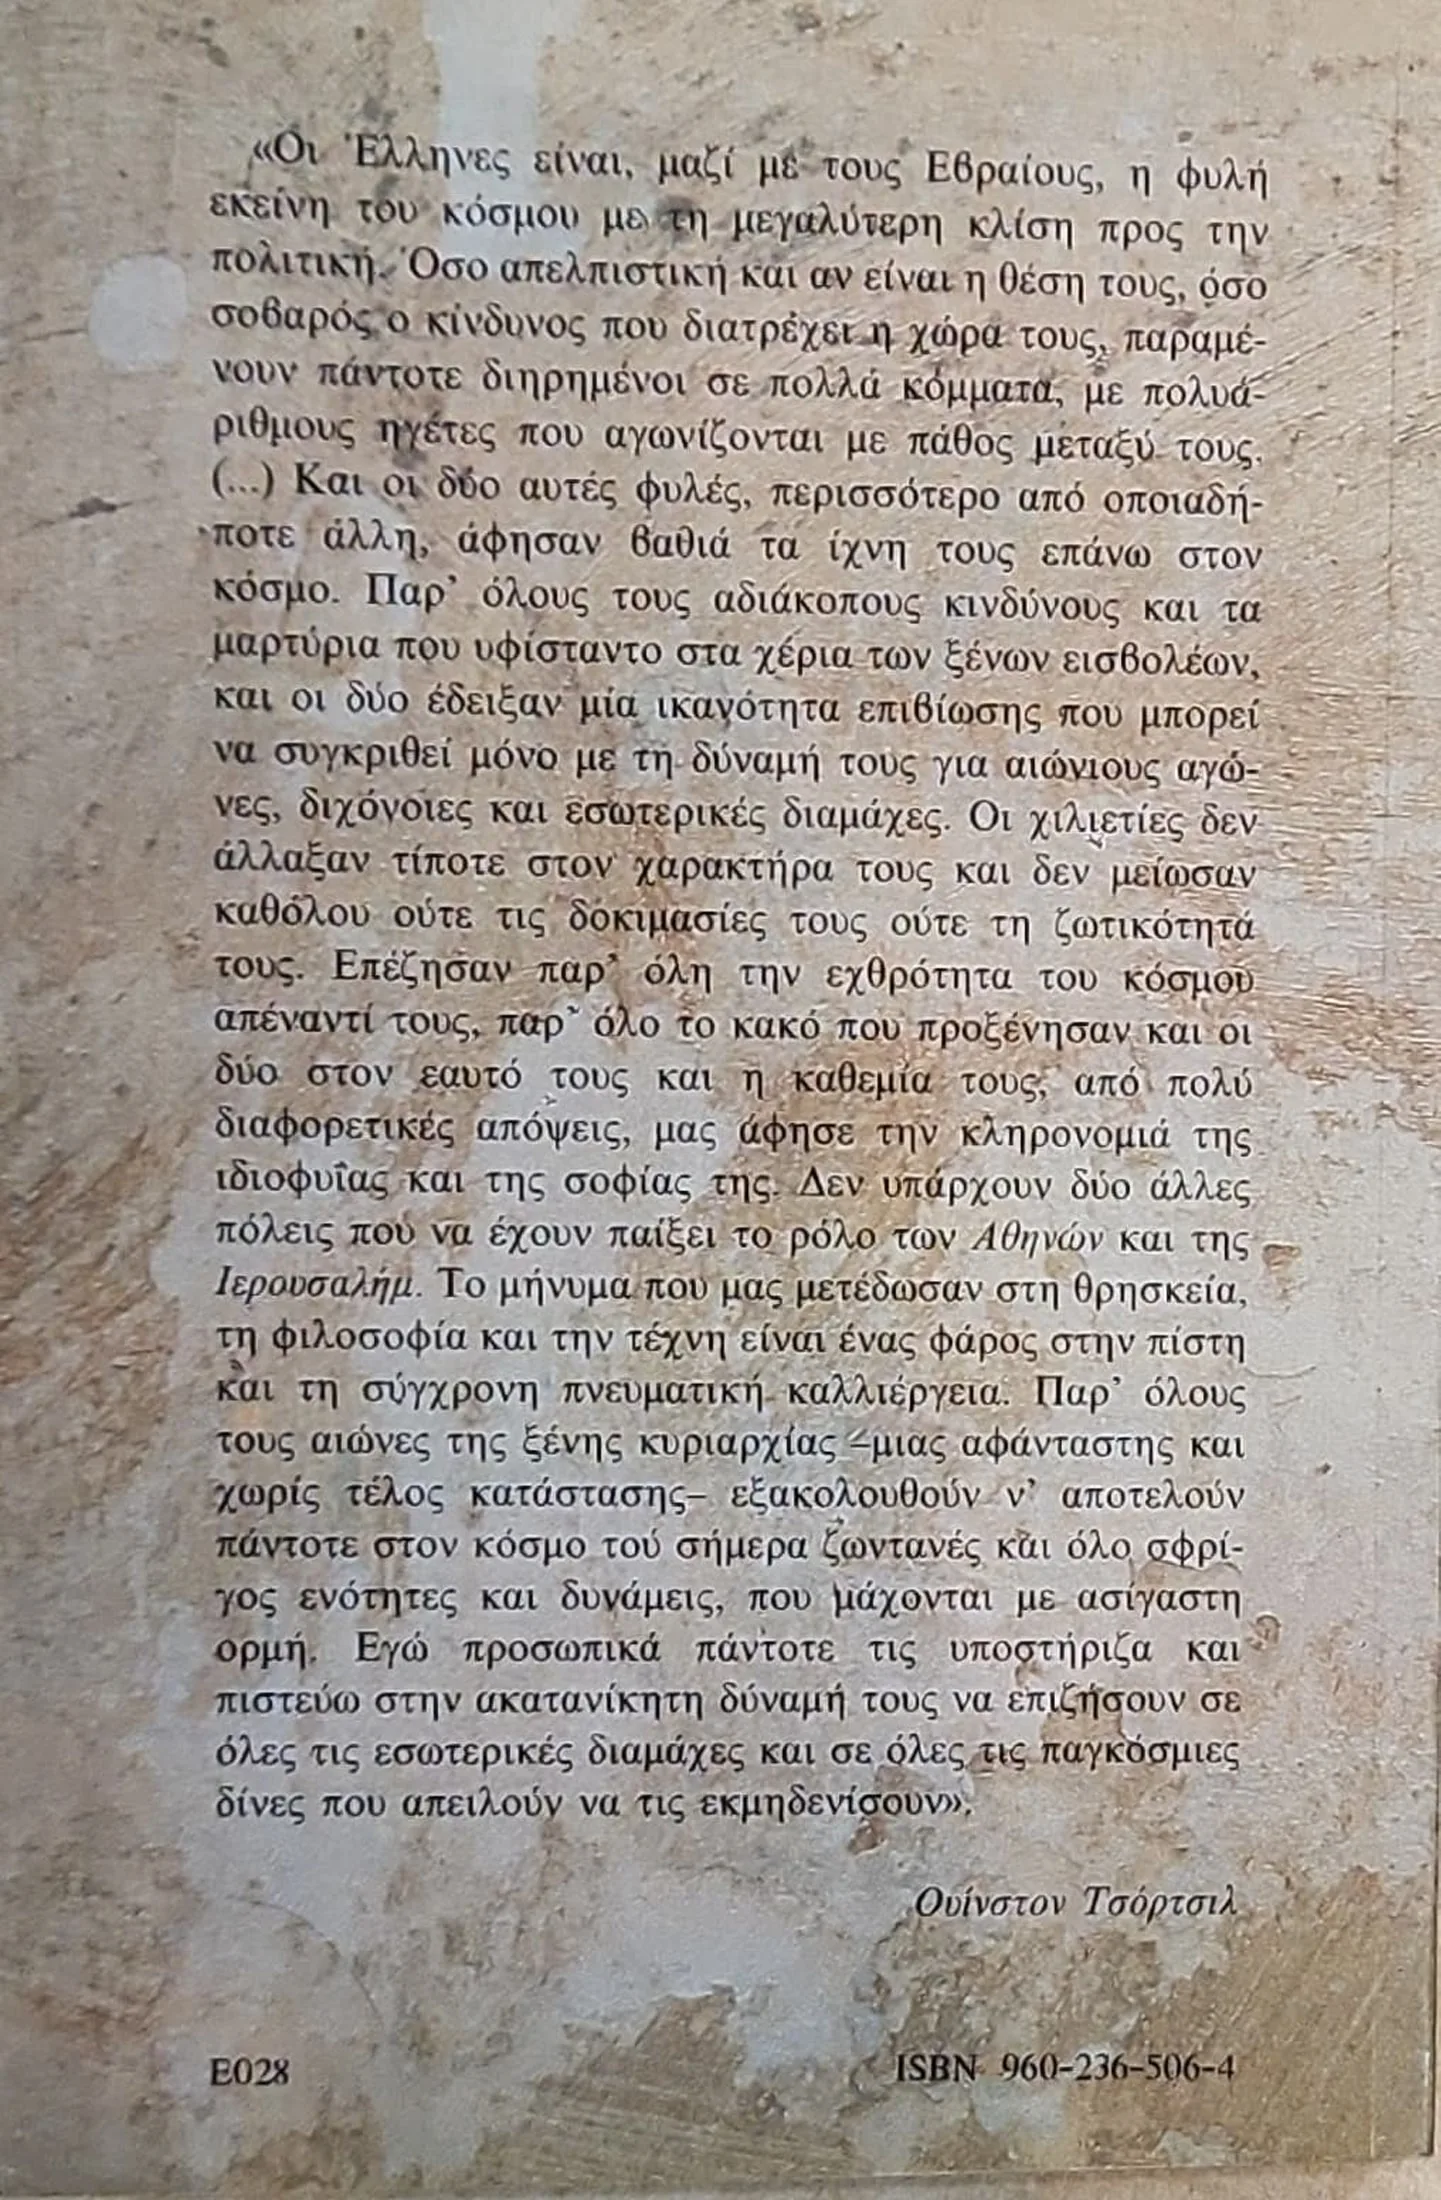 «Οι Έλληνες είναι, μαζί με τους Εβραίους, η φυλή
εκείνη του κόσμου με τη μεγαλύτερη κλίση προς την
πολιτική. Όσο απελπιστική και αν είναι η θέση τους, όσο
σοβαρός ο κίνδυνος που διατρέχει η χώρα τους, παραμέ-
νουν πάντοτε διηρημένοι σε πολλά κόμματα, με πολυά-
ριθμους ηγέτες που αγωνίζονται με πάθος μεταξύ τους.
(...) Και οι δύο αυτές φυλές, περισσότερο από οποιαδή-
ποτε άλλη, άφησαν βαθιά τα ίχνη τους επάνω στον
κόσμο. Παρ' όλους τους αδιάκοπους κινδύνους και τα
μαρτύρια που υφίσταντο στα χέρια των ξένων εισβολέων,
και οι δύο έδειξαν μία ικανότητα επιβίωσης που μπορεί
να συγκριθεί μόνο με τη δύναμή τους για αιώνιους αγώ-
νες, διχόνοιες και εσωτερικές διαμάχες. Οι χιλιετίες δεν
άλλαξαν τίποτε στον χαρακτήρα τους και δεν μείωσαν
καθόλου ούτε τις δοκιμασίες τους ούτε τη ζωτικότητά
τους. Επέζησαν παρ' όλη την εχθρότητα του κόσμου
απέναντί τους, παρ' όλο το κακό που προξένησαν και οι
δύο στον εαυτό τους και η καθεμία τους, από πολύ
διαφορετικές απόψεις, μας άφησε την κληρονομιά της
ιδιοφυΐας και της σοφίας της. Δεν υπάρχουν δύο άλλες
πόλεις που να έχουν παίξει το ρόλο των Αθηνών και της
Ιερουσαλήμ. Το μήνυμα που μας μετέδωσαν στη θρησκεία,
τη φιλοσοφία και την τέχνη είναι ένας φάρος στην πίστη
και τη σύγχρονη πνευματική καλλιέργεια. Παρ' όλους
τους αιώνες της ξένης κυριαρχίας –μιας αφάνταστης και
χωρίς τέλος κατάστασης– εξακολουθούν ν' αποτελούν
πάντοτε στον κόσμο τού σήμερα ζωντανές και όλο σφρί-
γος ενότητες και δυνάμεις, που μάχονται με ασίγαστη
ορμή. Εγώ προσωπικά πάντοτε τις υποστήριζα και
πιστεύω στην ακατανίκητη δύναμή τους να επιζήσουν σε
όλες τις εσωτερικές διαμάχες και σε όλες τις παγκόσμιες
δίνες που απειλούν να τις εκμηδενίσουν».
Ουίνστον Τσόρτσιλ
E028
ISBN 960-236-506-4